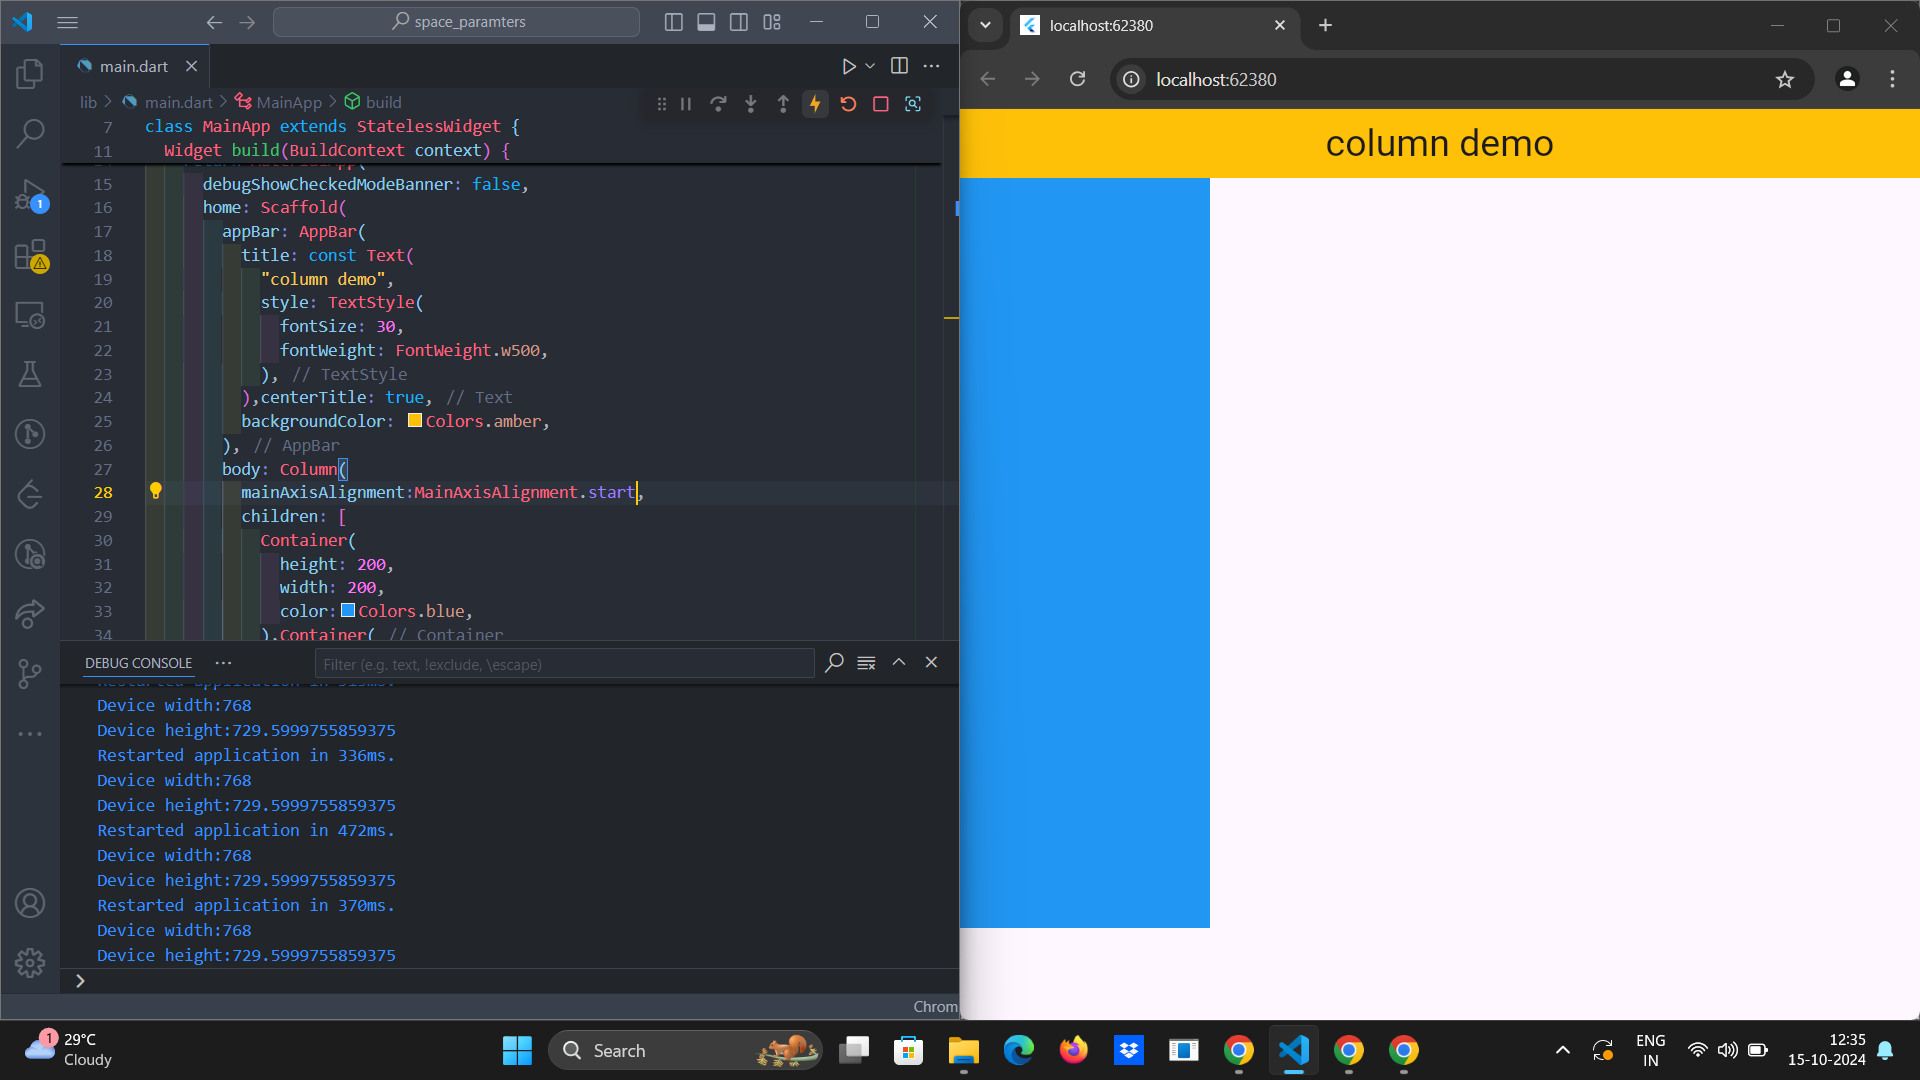 space_paramters
main.dart
lib > main.dart > MainApp > build
7 class MainApp extends StatelessWidget {
11 Widget build(BuildContext context) {
15 debugShowCheckedModeBanner: false,
16 home: Scaffold(
17 appBar: AppBar(
18 title: const Text(
19 "column demo",
20 style: TextStyle(
21 fontSize: 30,
22 fontWeight: FontWeight.w500,
23 ), // TextStyle
24 ),centerTitle: true, // Text
25 backgroundColor: Colors.amber,
26 ), // AppBar
27 body: Column(
28 mainAxisAlignment:MainAxisAlignment.start,
29 children: [
30 Container(
31 height: 200,
32 width: 200,
33 color: Colors.blue,
34 ),Container( // Container
1
DEBUG CONSOLE
Filter (e.g. text, !exclude, \escape)
Device width:768
Device height:729.5999755859375
Restarted application in 336ms.
Device width:768
Device height:729.5999755859375
Restarted application in 472ms.
Device width:768
Device height:729.5999755859375
Restarted application in 370ms.
Device width:768
Device height:729.5999755859375
Chrom
localhost:62380
localhost:62380
column demo
1
29°C
Cloudy
Search
ENG
IN
12:35
15-10-2024